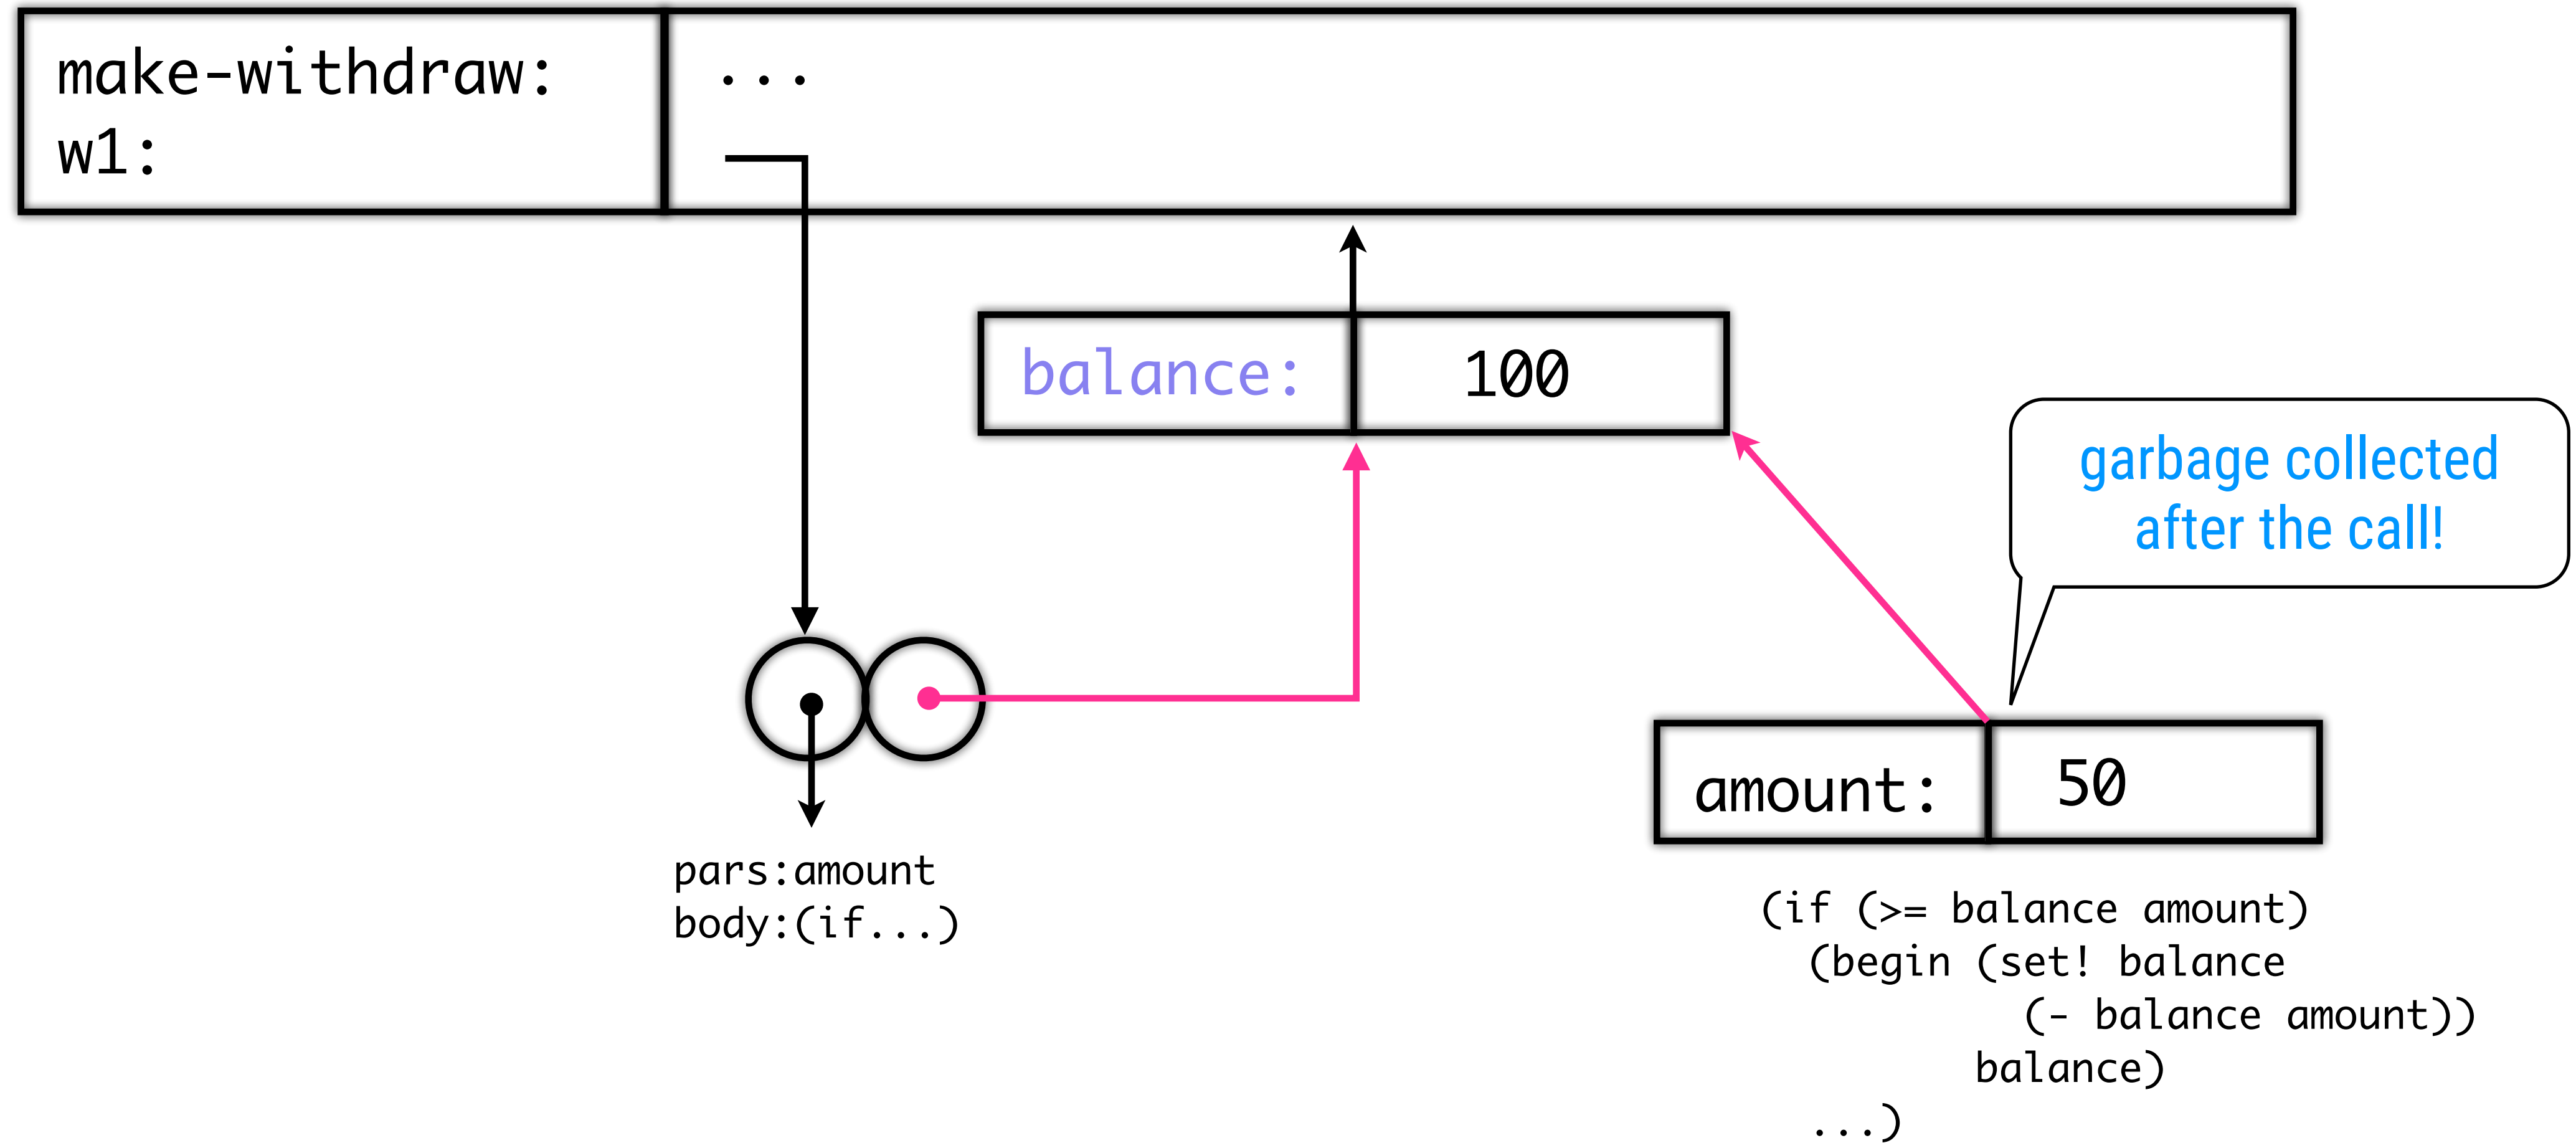 make-withdraw: ...
w1:
balance: 100
garbage collected
after the call!
amount: 50
pars:amount
body:(if...)
(if (>= balance amount)
(begin (set! balance
(- balance amount))
balance)
...)